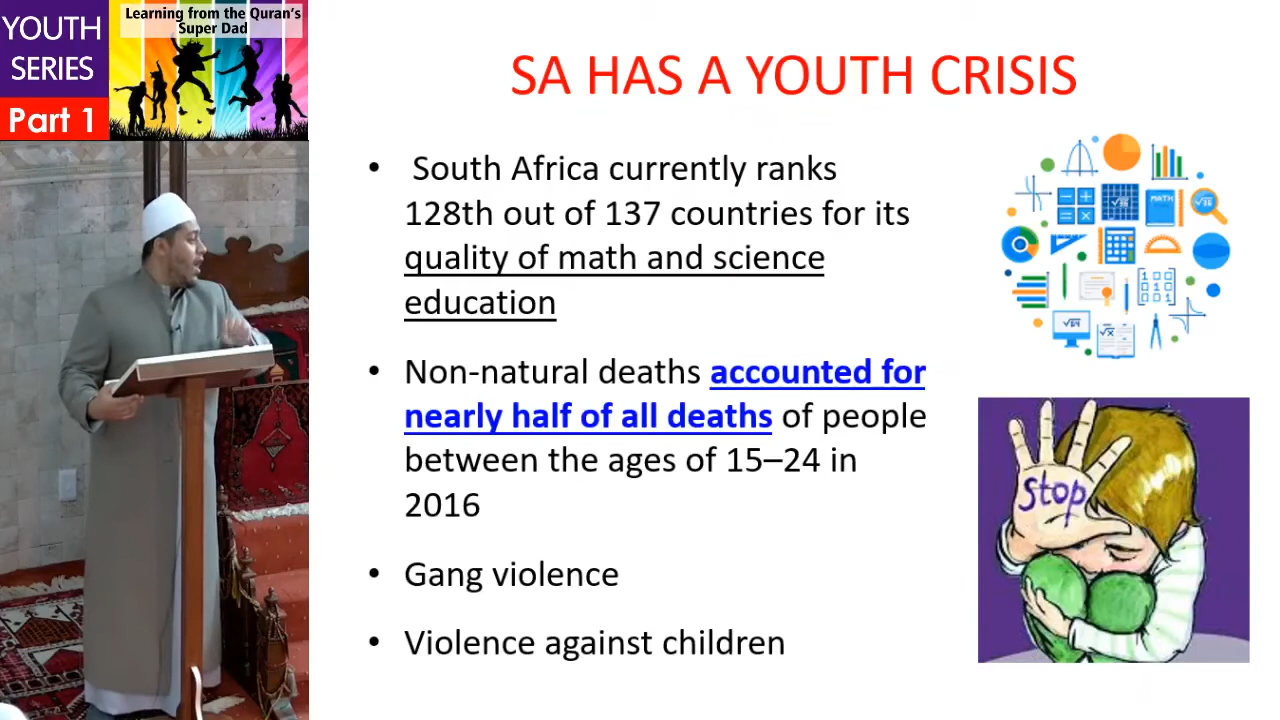 YOUTH
SERIES
Part 1
Learning from the Quran's
Super Dad
SA HAS A YOUTH CRISIS
• South Africa currently ranks
128th out of 137 countries for its
quality of math and science
education
• Non-natural deaths accounted for
nearly half of all deaths of people
between the ages of 15–24 in
2016
• Gang violence
• Violence against children
MATH
Stop